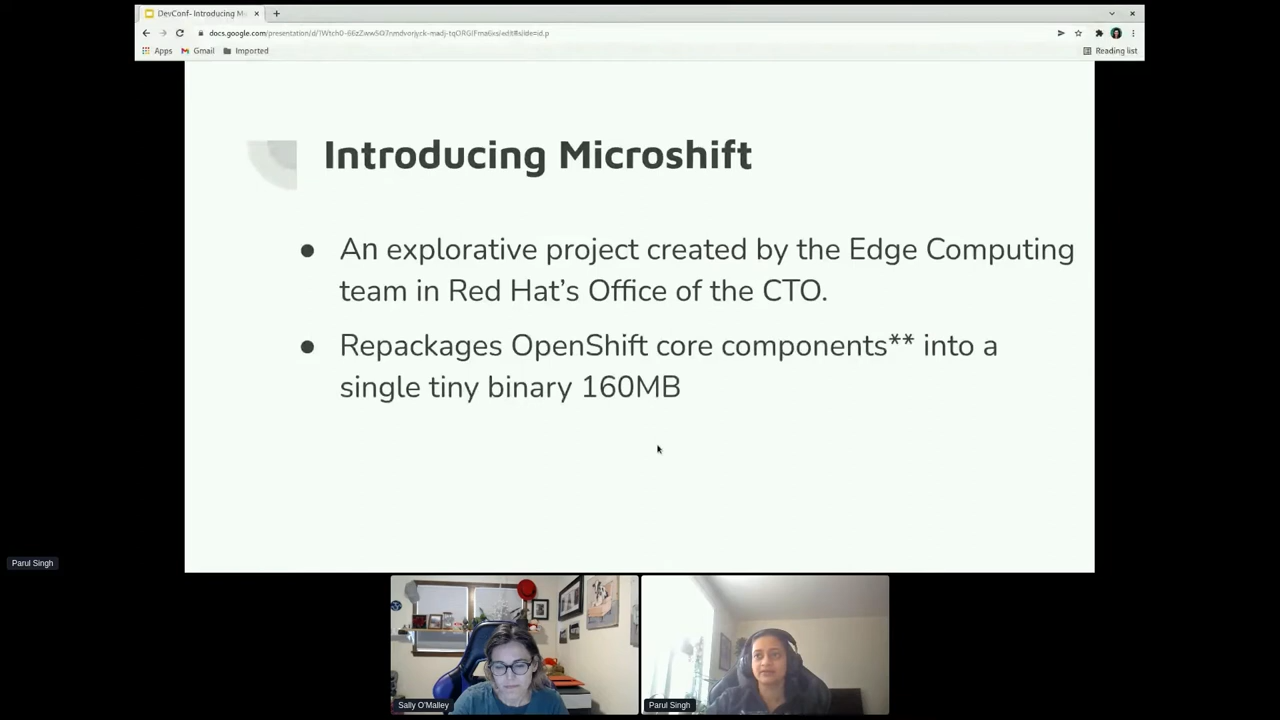 DevConf- Introducing M
Apps
Gmail
Imported
Reading list
Introducing Microshift
● An explorative project created by the Edge Computing
team in Red Hat's Office of the CTO.
● Repackages OpenShift core components** into a
single tiny binary 160MB
Parul Singh
Sally O'Malley
Parul Singh